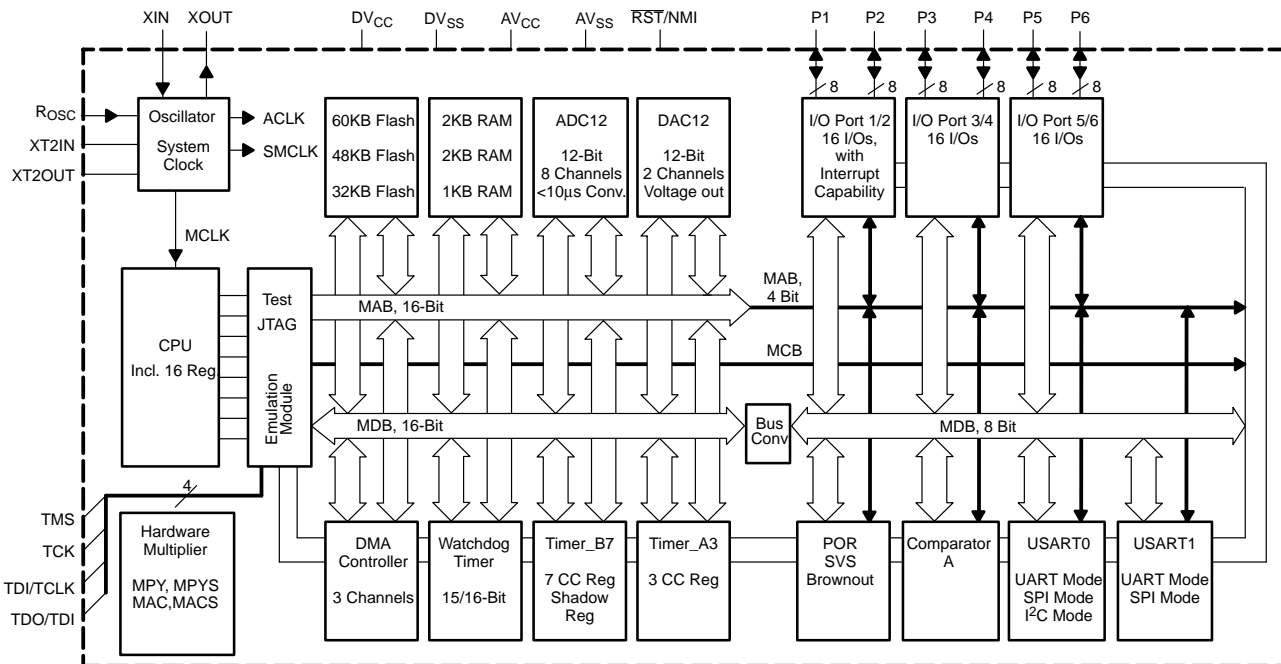 XIN
XOUT
DVCC
DVSS
AVCC
AVSS
RST/NMI
P1
P2
P3
P4
P5
P6
8
8
8
8
8
8
ROSC
XT2IN
XT2OUT
Oscillator
System
Clock
ACLK
SMCLK
MCLK
60KB Flash
48KB Flash
32KB Flash
2KB RAM
2KB RAM
1KB RAM
ADC12
12-Bit
8 Channels
<10µs Conv.
DAC12
12-Bit
2 Channels
Voltage out
I/O Port 1/2
16 I/Os,
with
Interrupt
Capability
I/O Port 3/4
16 I/Os
I/O Port 5/6
16 I/Os
CPU
Incl. 16 Reg.
Test
JTAG
Emulation
Module
MAB, 16-Bit
MAB,
4 Bit
MCB
MDB, 16-Bit
Bus
Conv
MDB, 8 Bit
4
TMS
TCK
TDI/TCLK
TDO/TDI
Hardware
Multiplier
MPY, MPYS
MAC,MACS
DMA
Controller
3 Channels
Watchdog
Timer
15/16-Bit
Timer_B7
7 CC Reg
Shadow
Reg
Timer_A3
3 CC Reg
POR
SVS
Brownout
Comparator
A
USART0
UART Mode
SPI Mode
I²C Mode
USART1
UART Mode
SPI Mode